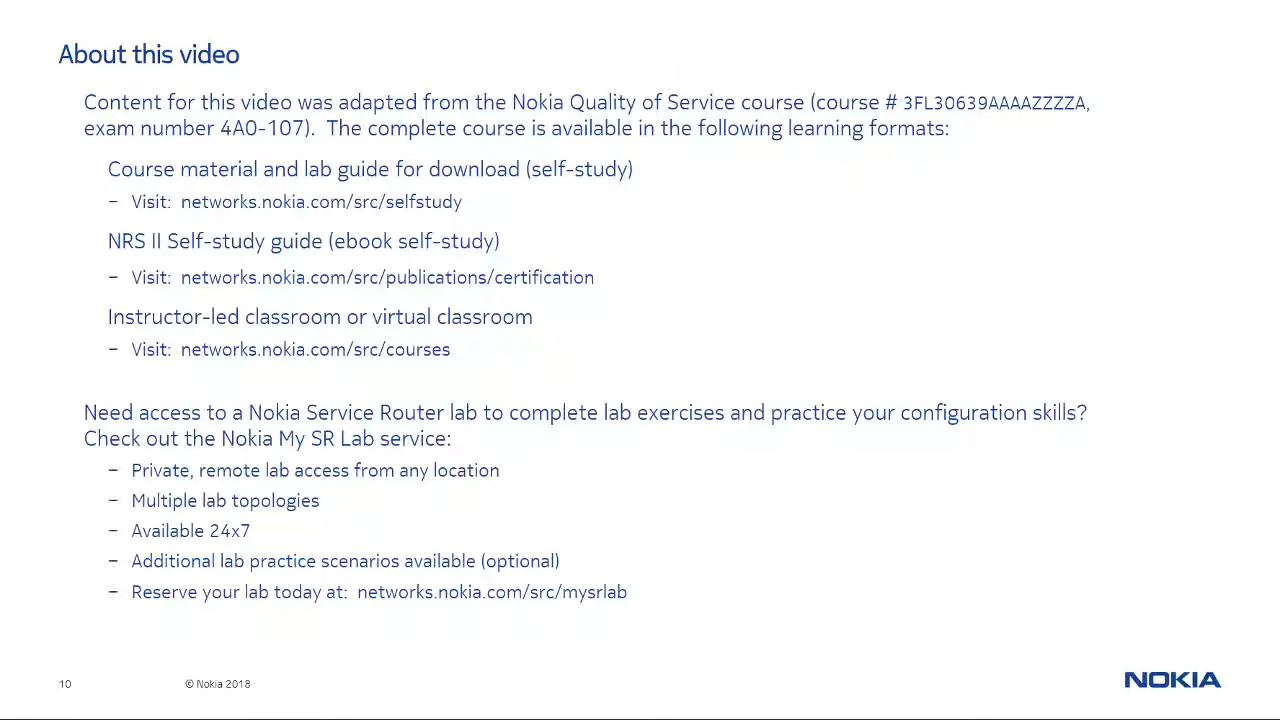 About this video
Content for this video was adapted from the Nokia Quality of Service course (course # 3FL30639AAAAZZZZA,
exam number 4A0-107).  The complete course is available in the following learning formats:
Course material and lab guide for download (self-study)
– Visit:  networks.nokia.com/src/selfstudy
NRS II Self-study guide (ebook self-study)
– Visit:  networks.nokia.com/src/publications/certification
Instructor-led classroom or virtual classroom
– Visit:  networks.nokia.com/src/courses
Need access to a Nokia Service Router lab to complete lab exercises and practice your configuration skills?
Check out the Nokia My SR Lab service:
– Private, remote lab access from any location
– Multiple lab topologies
– Available 24x7
– Additional lab practice scenarios available (optional)
– Reserve your lab today at:  networks.nokia.com/src/mysrlab
10
© Nokia 2018
NOKIA